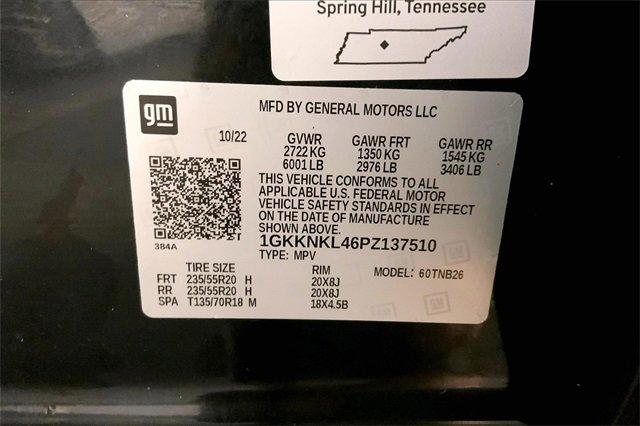 Spring Hill, Tennessee
gm
MFD BY GENERAL MOTORS LLC
10/22 GVWR GAWR FRT GAWR RR
2722 KG 1350 KG 1545 KG
6001 LB 2976 LB 3406 LB
THIS VEHICLE CONFORMS TO ALL
APPLICABLE U.S. FEDERAL MOTOR
VEHICLE SAFETY STANDARDS IN EFFECT
ON THE DATE OF MANUFACTURE
SHOWN ABOVE.
384A
1GKKNKL46PZ137510
TYPE: MPV
TIRE SIZE RIM MODEL: 60TNB26
FRT 235/55R20 H 20X8J
RR 235/55R20 H 20X8J
SPA T135/70R18 M 18X4.5B